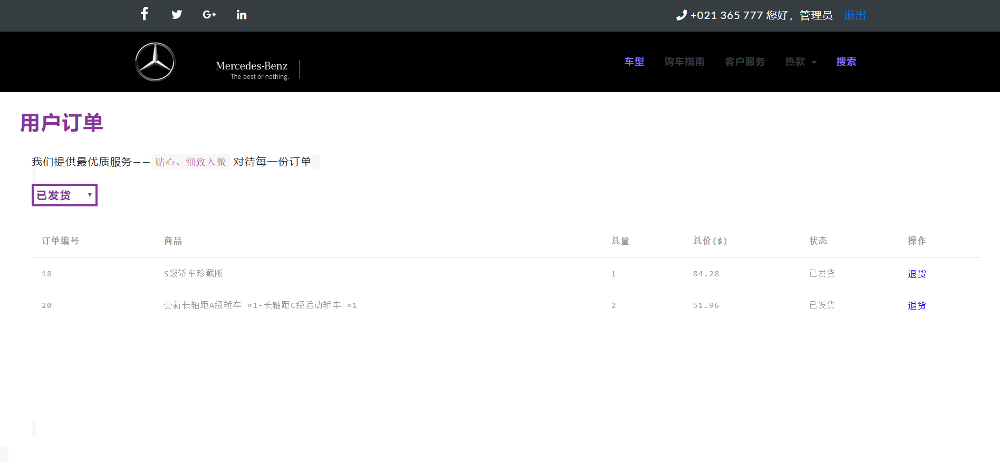 +021 365 777 您好，管理员 退出
Mercedes-Benz
The best or nothing.
车型 购车指南 客户服务 热款 搜索
用户订单
我们提供最优质服务—— 贴心、细致入微 对待每一份订单
已发货
订单编号 商品 总量 总价($) 状态 操作
18 S级轿车珍藏版 1 84.28 已发货 退货
20 全新长轴距A级轿车 ×1-长轴距C级运动轿车 ×1 2 51.96 已发货 退货